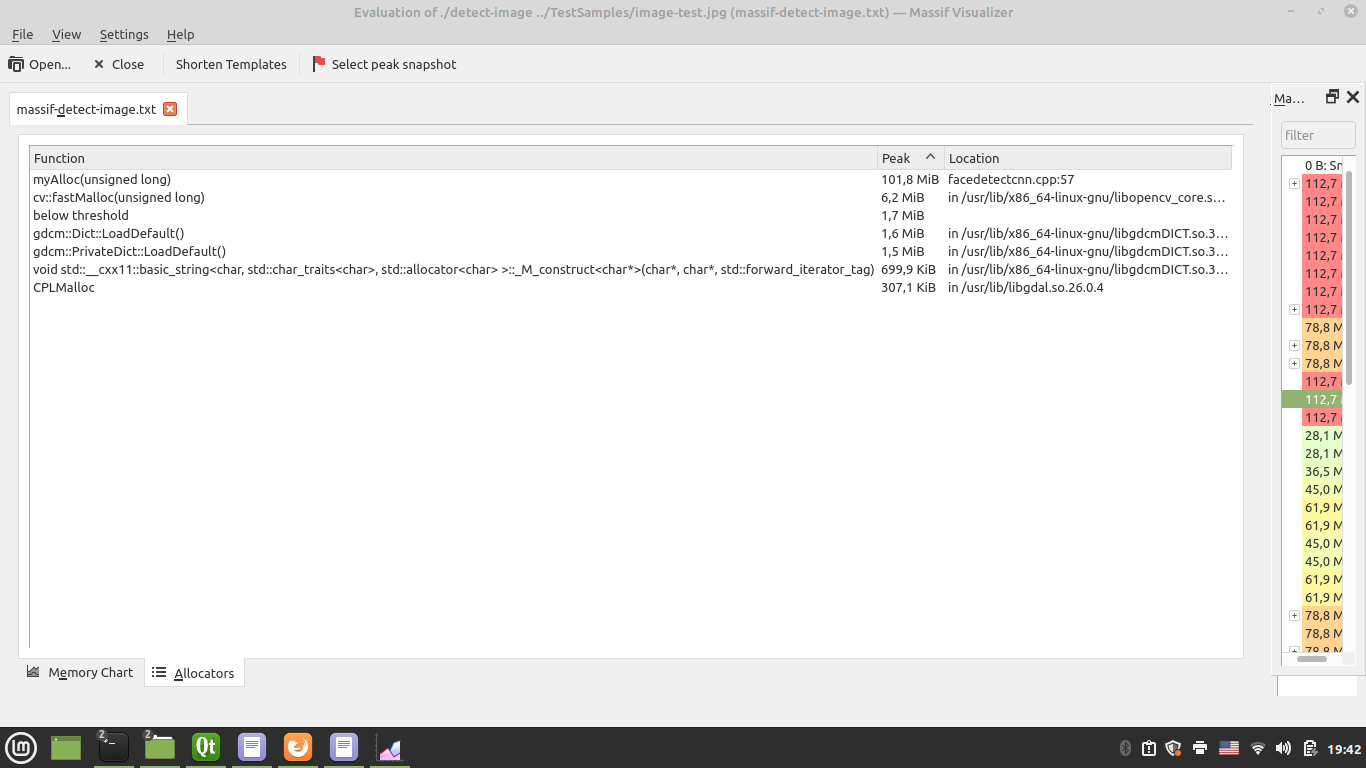 Evaluation of ./detect-image ../TestSamples/image-test.jpg (massif-detect-image.txt) — Massif Visualizer
File View Settings Help
Open... Close Shorten Templates Select peak snapshot
massif-detect-image.txt
Ma...
filter
Function Peak Location
myAlloc(unsigned long) 101,8 MiB facedetectcnn.cpp:57
cv::fastMalloc(unsigned long) 6,2 MiB in /usr/lib/x86_64-linux-gnu/libopencv_core.s...
below threshold 1,7 MiB
gdcm::Dict::LoadDefault() 1,6 MiB in /usr/lib/x86_64-linux-gnu/libgdcmDICT.so.3...
gdcm::PrivateDict::LoadDefault() 1,5 MiB in /usr/lib/x86_64-linux-gnu/libgdcmDICT.so.3...
void std::__cxx11::basic_string<char, std::char_traits<char>, std::allocator<char> >::_M_construct<char*>(char*, char*, std::forward_iterator_tag) 699,9 KiB in /usr/lib/x86_64-linux-gnu/libgdcmDICT.so.3...
CPLMalloc 307,1 KiB in /usr/lib/libgdal.so.26.0.4
0 B: Sn
112,7
112,7
112,7
112,7
112,7
112,7
112,7
112,7
78,8 M
78,8 M
78,8 M
112,7
112,7
112,7
28,1 M
28,1 M
36,5 M
45,0 M
61,9 M
61,9 M
45,0 M
45,0 M
61,9 M
61,9 M
78,8 M
78,8 M
78,8 M
Memory Chart Allocators
2 2 Qt 19:42